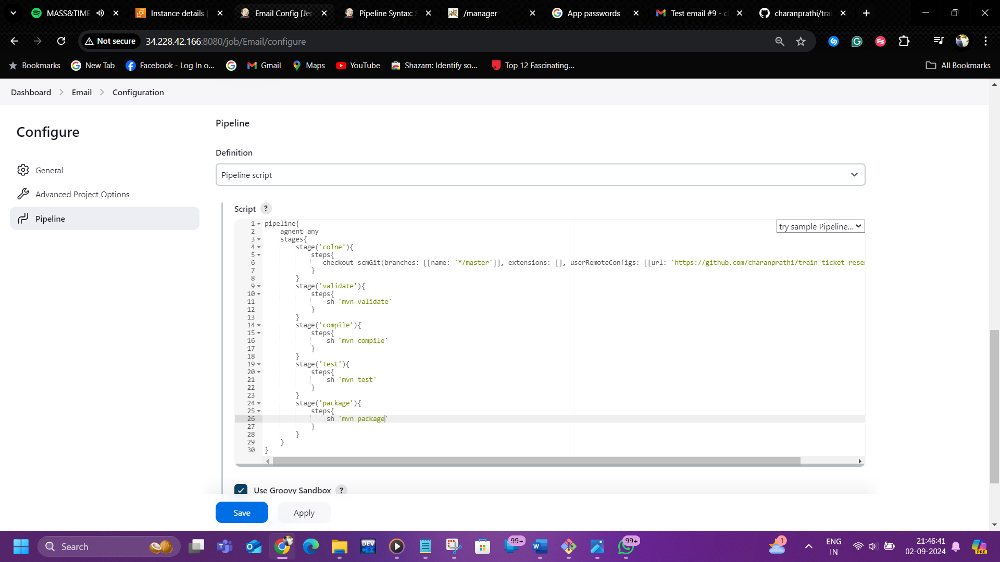 MASS&TIME
Instance details |
Email Config [Jen
Pipeline Syntax: S
/manager
App passwords
Test email #9 - ch
charanprathi/trai
Not secure
34.228.42.166:8080/job/Email/configure
Bookmarks
New Tab
Facebook - Log In o...
Gmail
Maps
YouTube
Shazam: Identify so...
Top 12 Fascinating...
All Bookmarks
Dashboard > Email > Configuration
Configure
General
Advanced Project Options
Pipeline
Pipeline
Definition
Pipeline script
Script ?
try sample Pipeline...
1 pipeline{
2 agnent any
3 stages{
4 stage('colne'){
5 steps{
6 checkout scmGit(branches: [[name: '*/master']], extensions: [], userRemoteConfigs: [[url: 'https://github.com/charanprathi/train-ticket-reser
7 }
8 }
9 stage('validate'){
10 steps{
11 sh 'mvn validate'
12 }
13 }
14 stage('compile'){
15 steps{
16 sh 'mvn compile'
17 }
18 }
19 stage('test'){
20 steps{
21 sh 'mvn test'
22 }
23 }
24 stage('package'){
25 steps{
26 sh 'mvn package'
27 }
28 }
29 }
30 }
Use Groovy Sandbox ?
Save
Apply
Search
DEV
C++
99+
99+
1
ENG
IN
21:46:41
02-09-2024
PRE